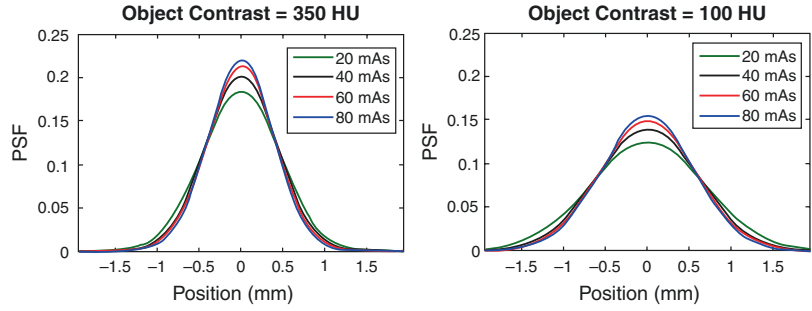 Object Contrast = 350 HU
0.25
0.2
0.15
0.1
0.05
0
PSF
20 mAs
40 mAs
60 mAs
80 mAs
−1.5 −1 −0.5 0 0.5 1 1.5
Position (mm)
Object Contrast = 100 HU
0.25
0.2
0.15
0.1
0.05
0
PSF
20 mAs
40 mAs
60 mAs
80 mAs
−1.5 −1 −0.5 0 0.5 1 1.5
Position (mm)